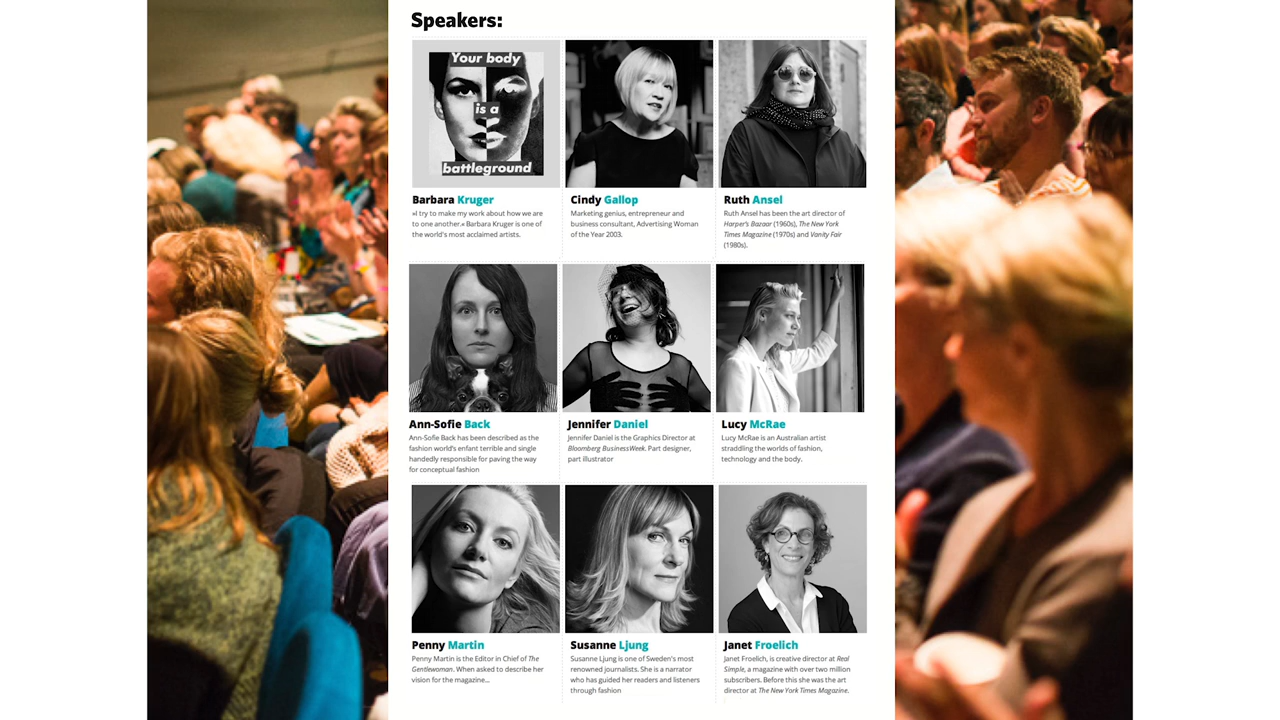 Speakers:
Your body
is a
battleground
Barbara Kruger
»I try to make my work about how we are
to one another.« Barbara Kruger is one of
the world's most acclaimed artists.
Cindy Gallop
Marketing genius, entrepreneur and
business consultant, Advertising Woman
of the Year 2003.
Ruth Ansel
Ruth Ansel has been the art director of
Harper's Bazaar (1960s), The New York
Times Magazine (1970s) and Vanity Fair
(1980s).
Ann-Sofie Back
Ann-Sofie Back has been described as the
fashion world's enfant terrible and single
handedly responsible for paving the way
for conceptual fashion
Jennifer Daniel
Jennifer Daniel is the Graphics Director at
Bloomberg BusinessWeek. Part designer,
part illustrator
Lucy McRae
Lucy McRae is an Australian artist
straddling the worlds of fashion,
technology and the body.
Penny Martin
Penny Martin is the Editor in Chief of The
Gentlewoman. When asked to describe her
vision for the magazine...
Susanne Ljung
Susanne Ljung is one of Sweden's most
renowned journalists. She is a narrator
who has guided her readers and listeners
through fashion
Janet Froelich
Janet Froelich, is creative director at Real
Simple, a magazine with over two million
subscribers. Before this she was the art
director at The New York Times Magazine.